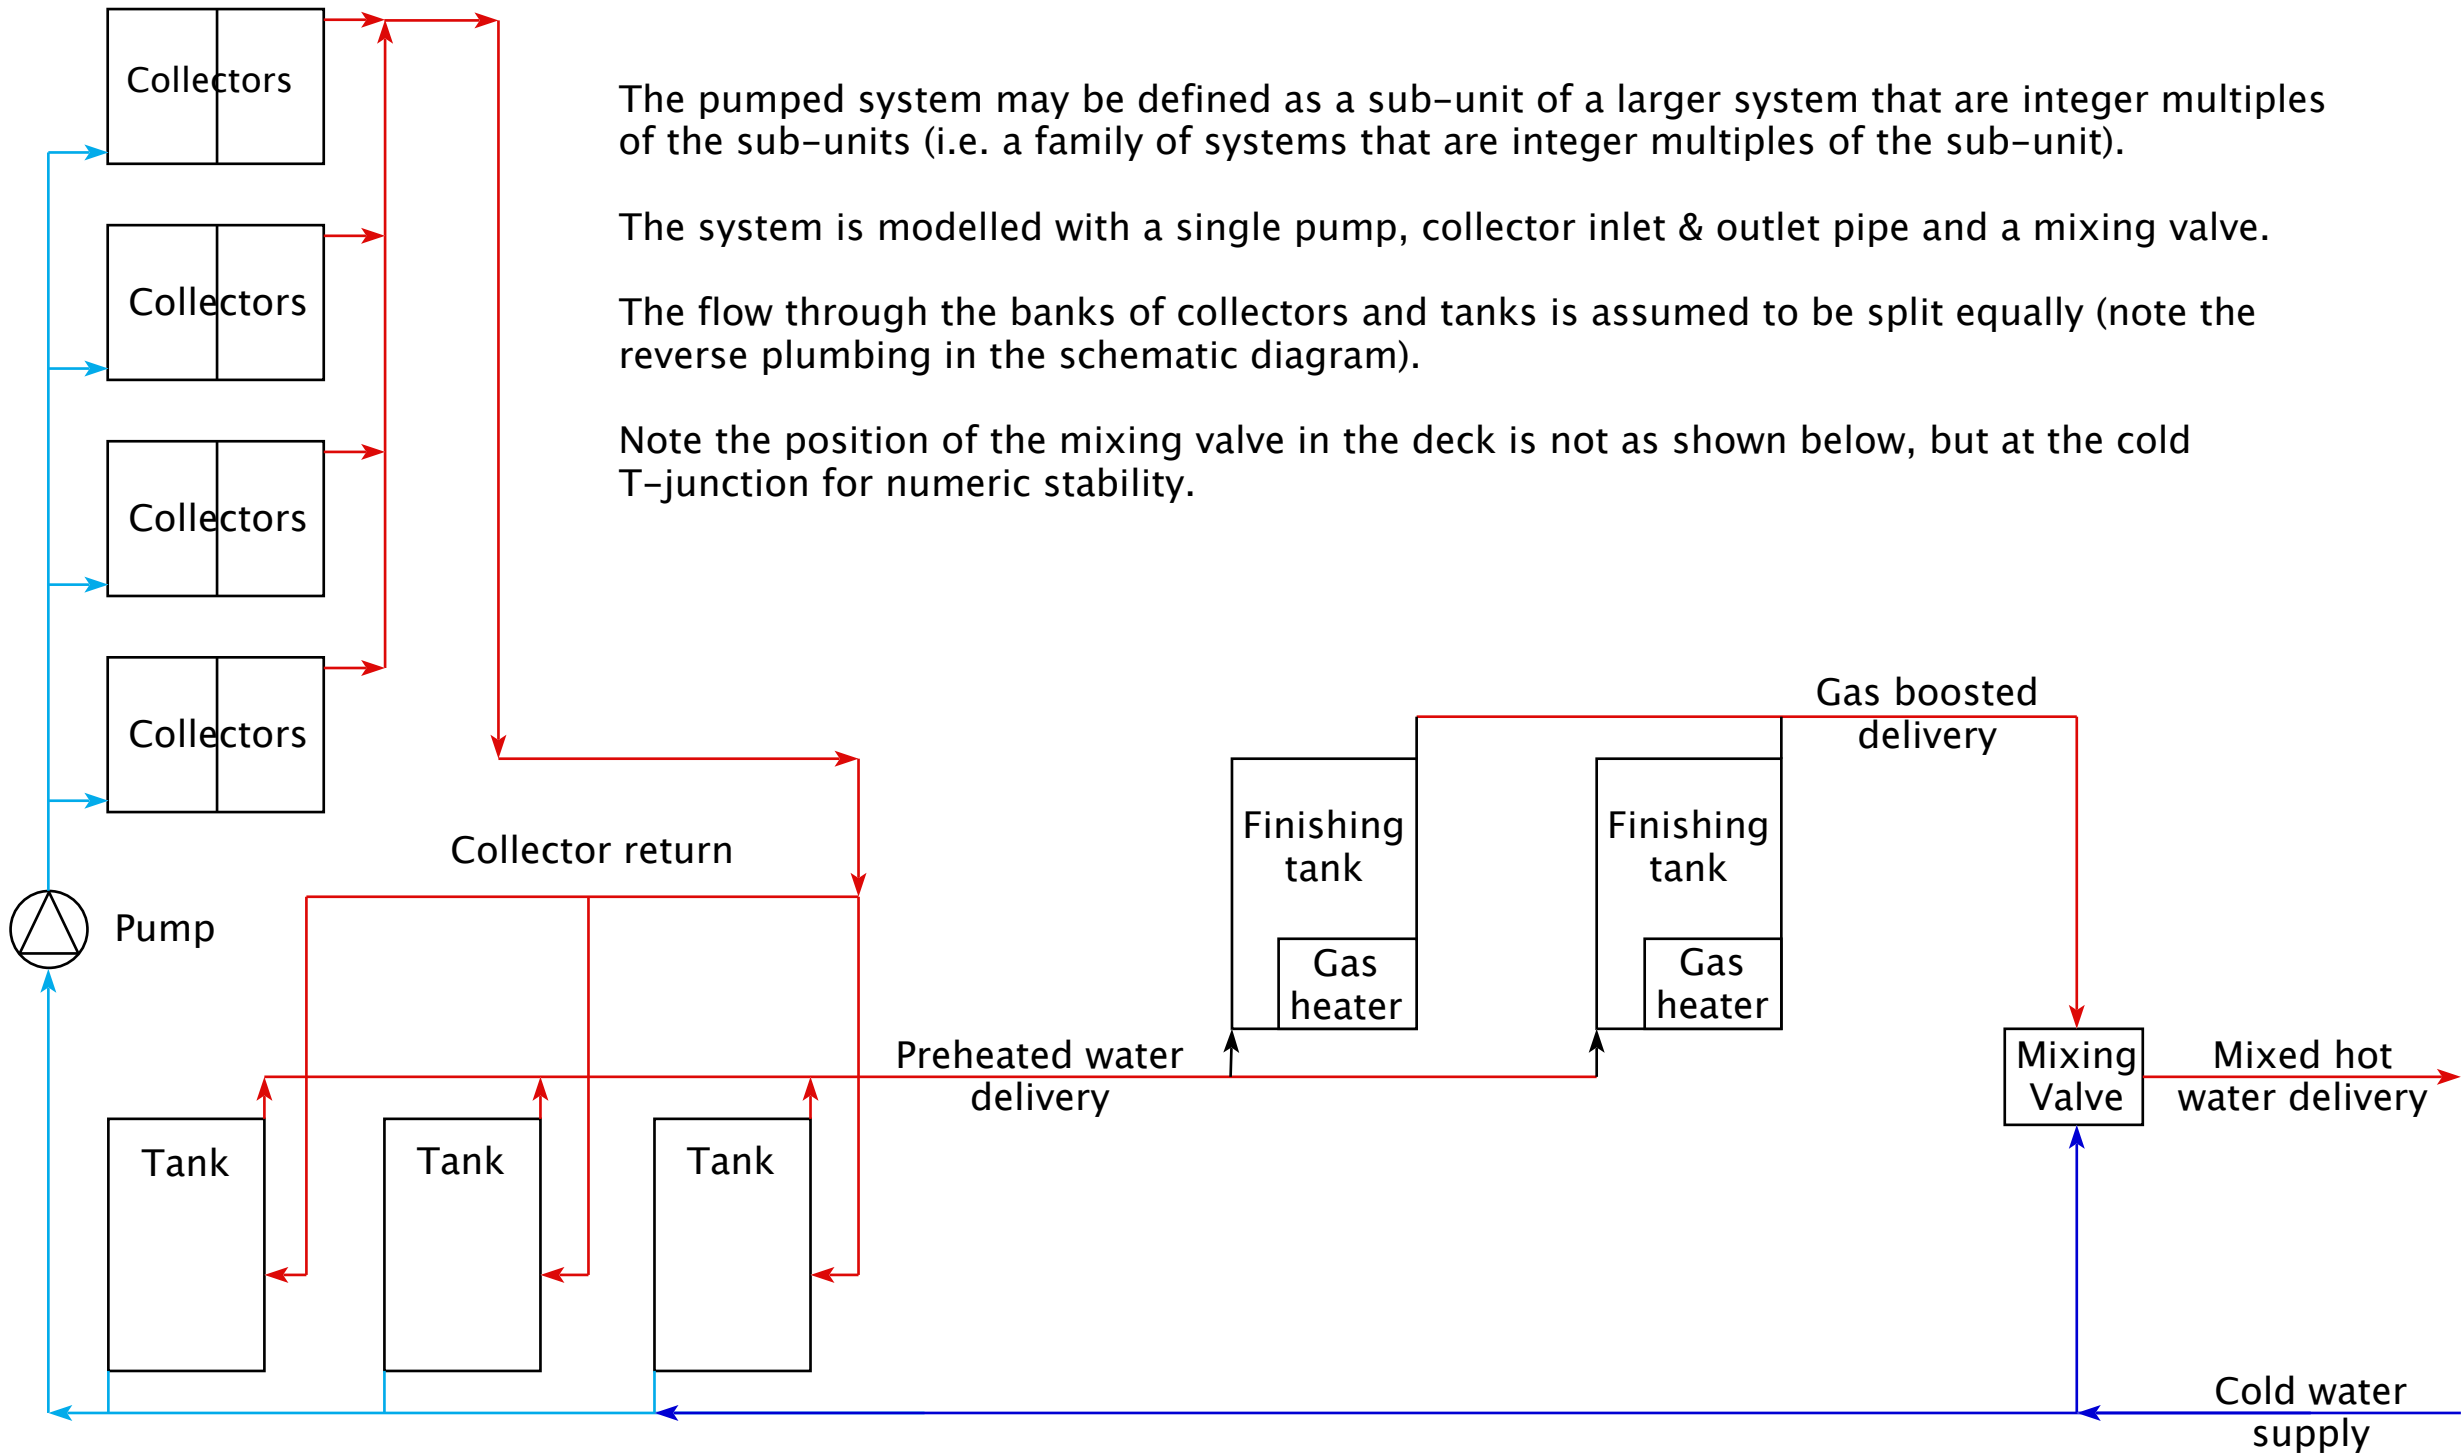 Collectors
The pumped system may be defined as a sub-unit of a larger system that are integer multiples
of the sub-units (i.e. a family of systems that are integer multiples of the sub-unit).
The system is modelled with a single pump, collector inlet & outlet pipe and a mixing valve.
Collectors
The flow through the banks of collectors and tanks is assumed to be split equally (note the
reverse plumbing in the schematic diagram).
Note the position of the mixing valve in the deck is not as shown below, but at the cold
T-junction for numeric stability.
Collectors
Collectors
Gas boosted
delivery
Finishing
tank
Finishing
tank
Collector return
Pump
Gas
heater
Gas
heater
Preheated water
delivery
Mixing
Valve
Mixed hot
water delivery
Tank
Tank
Tank
Cold water
supply